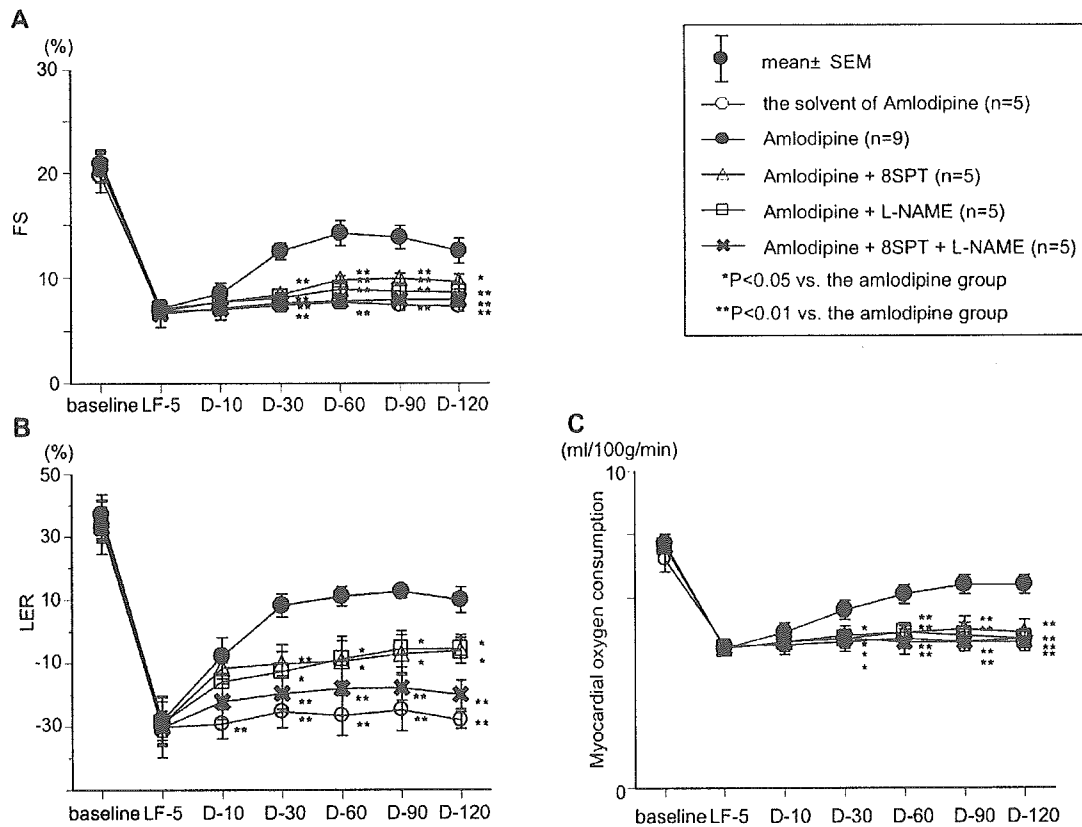 A
(%)
30
20
10
0
FS
baseline LF-5 D-10 D-30 D-60 D-90 D-120
** ** ** *
** ** ** **
** ** ** **
** ** ** **
mean± SEM
the solvent of Amlodipine (n=5)
Amlodipine (n=9)
Amlodipine + 8SPT (n=5)
Amlodipine + L-NAME (n=5)
Amlodipine + 8SPT + L-NAME (n=5)
*P<0.05 vs. the amlodipine group
**P<0.01 vs. the amlodipine group
B
(%)
50
30
10
-10
-30
LER
** * * *
* * * *
** ** ** **
** ** ** ** **
baseline LF-5 D-10 D-30 D-60 D-90 D-120
C
(ml/100g/min)
10
0
Myocardial oxygen consumption
* ** ** **
* ** ** **
* ** ** **
* ** ** **
baseline LF-5 D-10 D-30 D-60 D-90 D-120